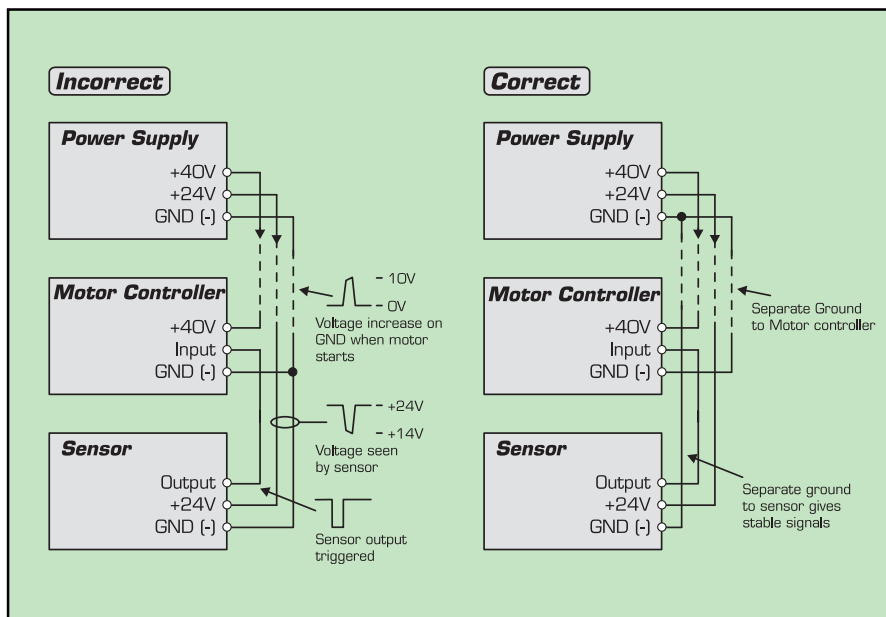 Incorrect
Power Supply
+40V
+24V
GND (-)
Motor Controller
+40V
Input
GND (-)
Sensor
Output
+24V
GND (-)
10V
0V
Voltage increase on
GND when motor
starts
+24V
+14V
Voltage seen
by sensor
Sensor output
triggered
Correct
Power Supply
+40V
+24V
GND (-)
Motor Controller
+40V
Input
GND (-)
Sensor
Output
+24V
GND (-)
Separate Ground
to Motor controller
Separate ground
to sensor gives
stable signals